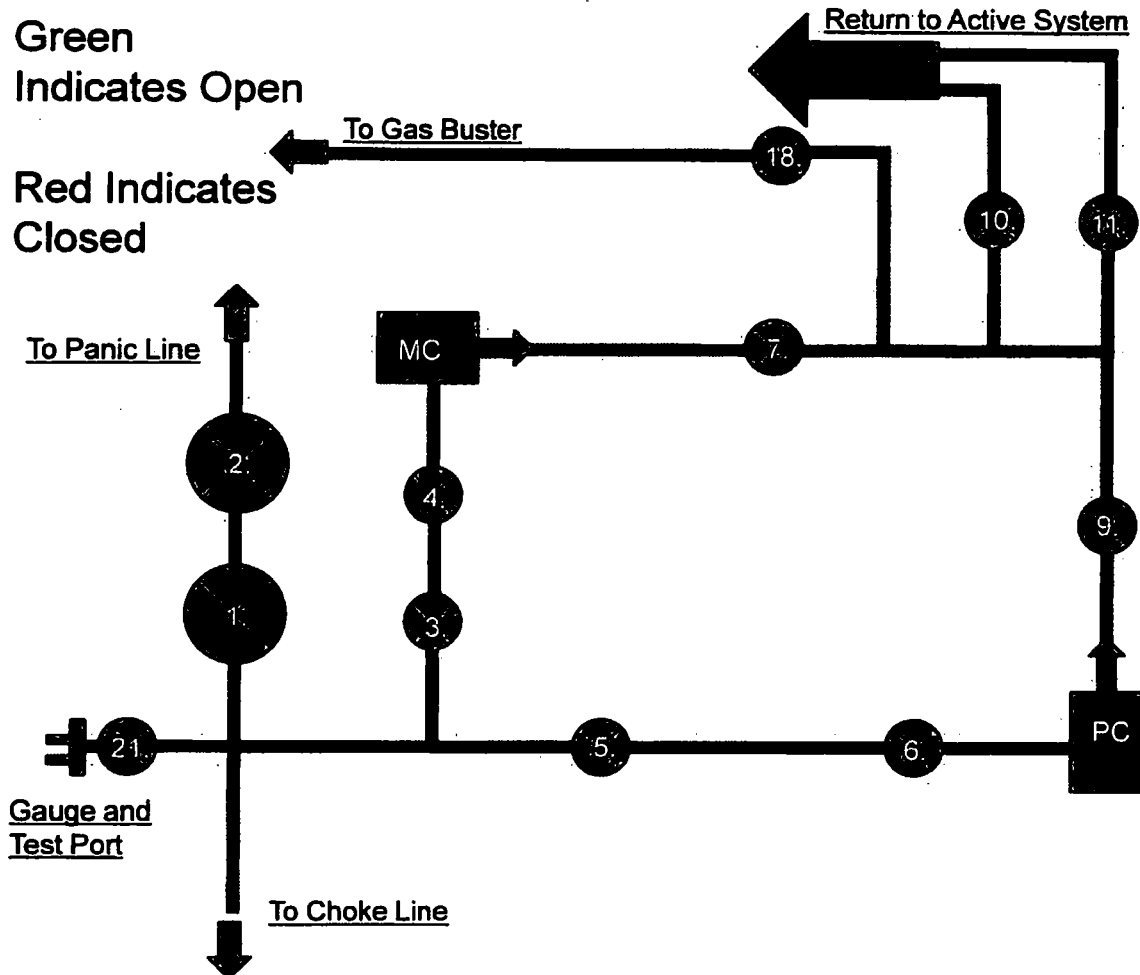 Green
Indicates Open
Return to Active System
To Gas Buster
18
Red Indicates
Closed
10
11
To Panic Line
MC
7
2
4
9
1
3
21
5
6
PC
Gauge and
Test Port
To Choke Line